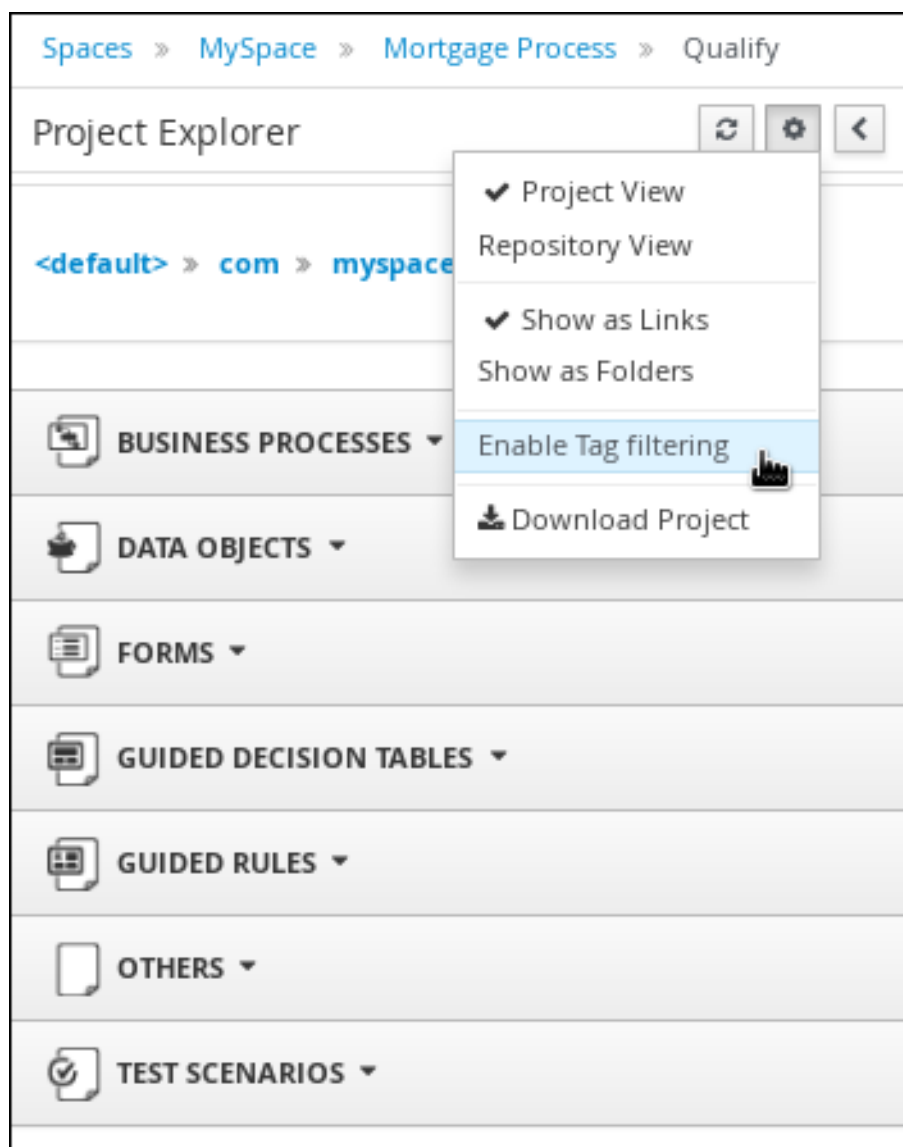 Spaces » MySpace » Mortgage Process » Qualify
Project Explorer
✔ Project View
Repository View
<default> » com » myspace
✔ Show as Links
Show as Folders
BUSINESS PROCESSES
Enable Tag filtering
Download Project
DATA OBJECTS
FORMS
GUIDED DECISION TABLES
GUIDED RULES
OTHERS
TEST SCENARIOS